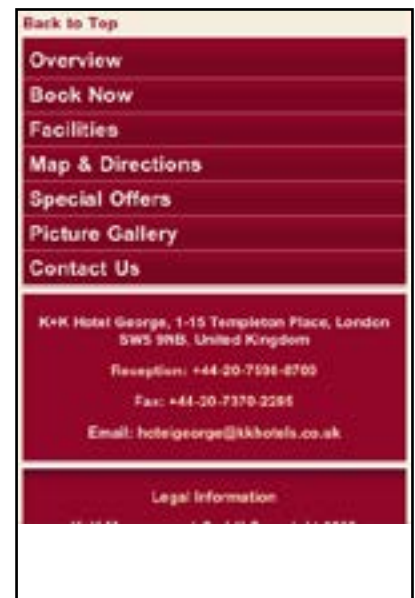 Back to Top
Overview
Book Now
Facilities
Map & Directions
Special Offers
Picture Gallery
Contact Us
K+K Hotel George, 1-15 Templeton Place, London
SW5 9NB, United Kingdom
Reception: +44-20-7598-8700
Fax: +44-20-7370-2285
Email: hotelgeorge@kkhotels.co.uk
Legal Information